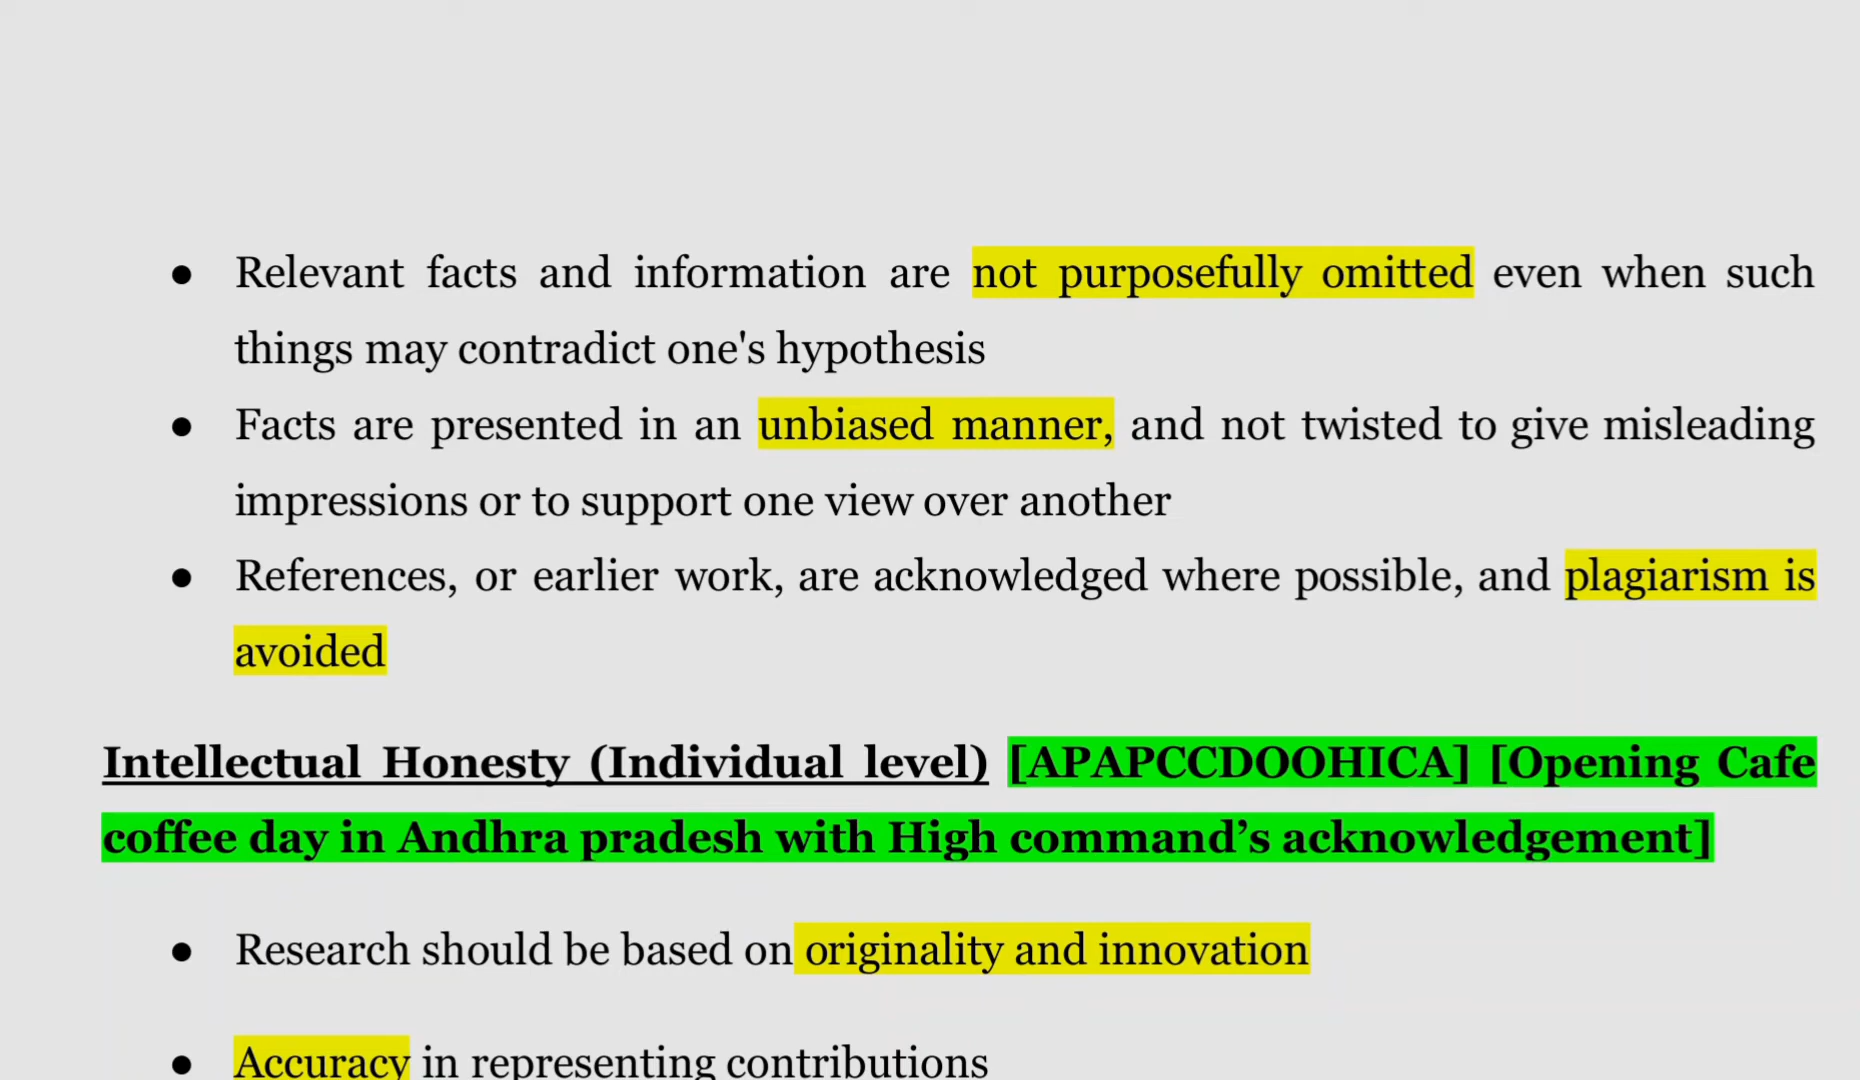 ● Relevant facts and information are not purposefully omitted even when such
things may contradict one's hypothesis
● Facts are presented in an unbiased manner, and not twisted to give misleading
impressions or to support one view over another
● References, or earlier work, are acknowledged where possible, and plagiarism is
avoided
Intellectual Honesty (Individual level) [APAPCCDOOHICA] [Opening Cafe
coffee day in Andhra pradesh with High command’s acknowledgement]
● Research should be based on originality and innovation
● Accuracy in representing contributions